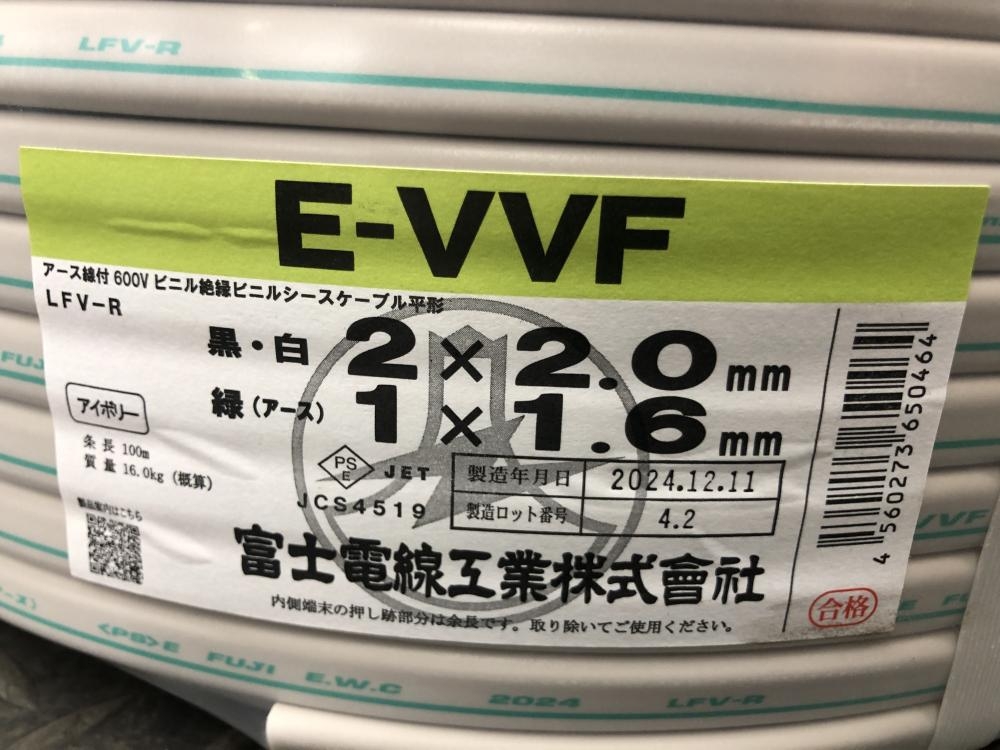 LFV-R
E-VVF
アース線付 600V ビニル絶縁ビニルシースケーブル平形
LFV-R
黒・白 2×2.0mm
緑(アース) 1×1.6mm
アイボリー
条長 100m
質量 16.0kg (概算)
PS
E
JET
JCS4519
製造年月日 2024.12.11
製造ロット番号 4.2
製品案内はこちら
富士電線工業株式會社
内側端末の押し跡部分は余長です。取り除いてご使用ください。
4560273650464
合格
FUJI
VVF
ース)
<PS>E FUJI E.W.C 2024 LFV-R